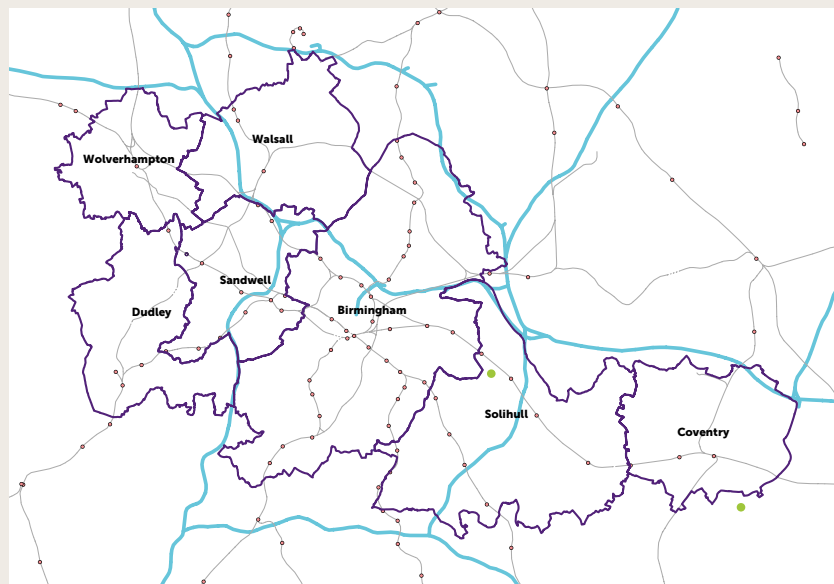 Walsall
Wolverhampton
Sandwell
Dudley
Birmingham
Solihull
Coventry